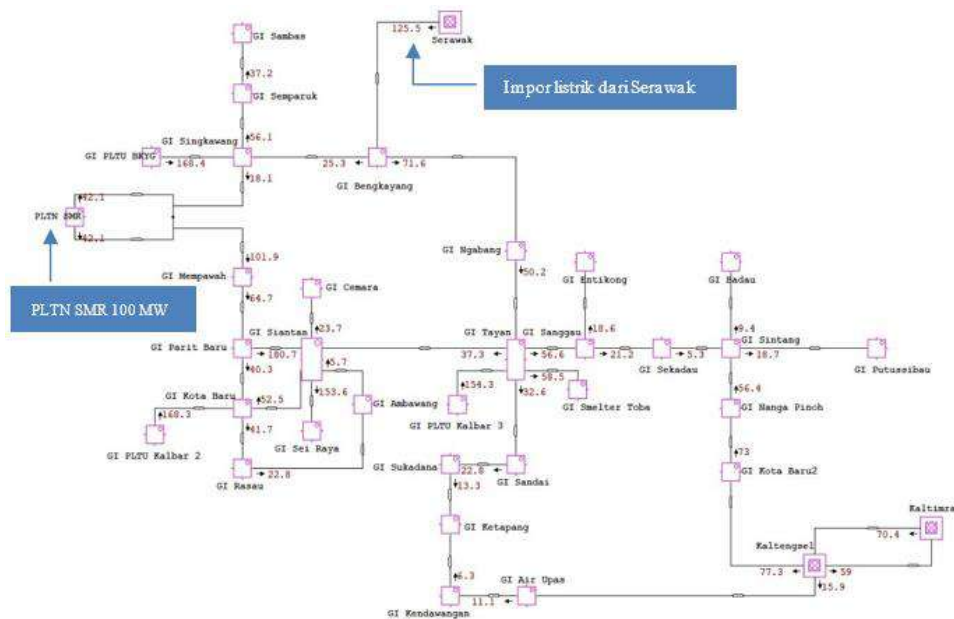 GI Sambas
125.5
Serawak
37.2
GI Semparuk
Impor listrik dari Serawak
56.1
GI Singkawang
GI PLTU BKYG
168.4
25.3
71.6
18.1
GI Bengkayang
42.1
PLTN SMR
42.1
GI Ngabang
101.9
50.2
GI Mempawah
GI Entikong
GI Badau
PLTN SMR 100 MW
64.7
GI Cemara
23.7
18.6
9.4
GI Siantan
GI Tayan
GI Sanggau
GI Sintang
GI Parit Baru
180.7
5.7
37.3
56.6
21.2
5.3
18.7
GI Sekadau
GI Putussibau
40.3
153.6
58.5
32.6
56.4
GI Kota Baru
52.5
GI Ambawang
154.3
GI Smelter Toba
GI Nanga Pinoh
168.3
41.7
GI PLTU Kalbar 3
GI Sei Raya
GI PLTU Kalbar 2
73
GI Sukadana
22.8
GI Kota Baru2
22.8
GI Rasau
13.3
GI Sandai
GI Ketapang
Kaltimra
70.4
Kaltengsel
6.3
GI Air Upas
77.3
59
15.9
11.1
GI Kendawangan